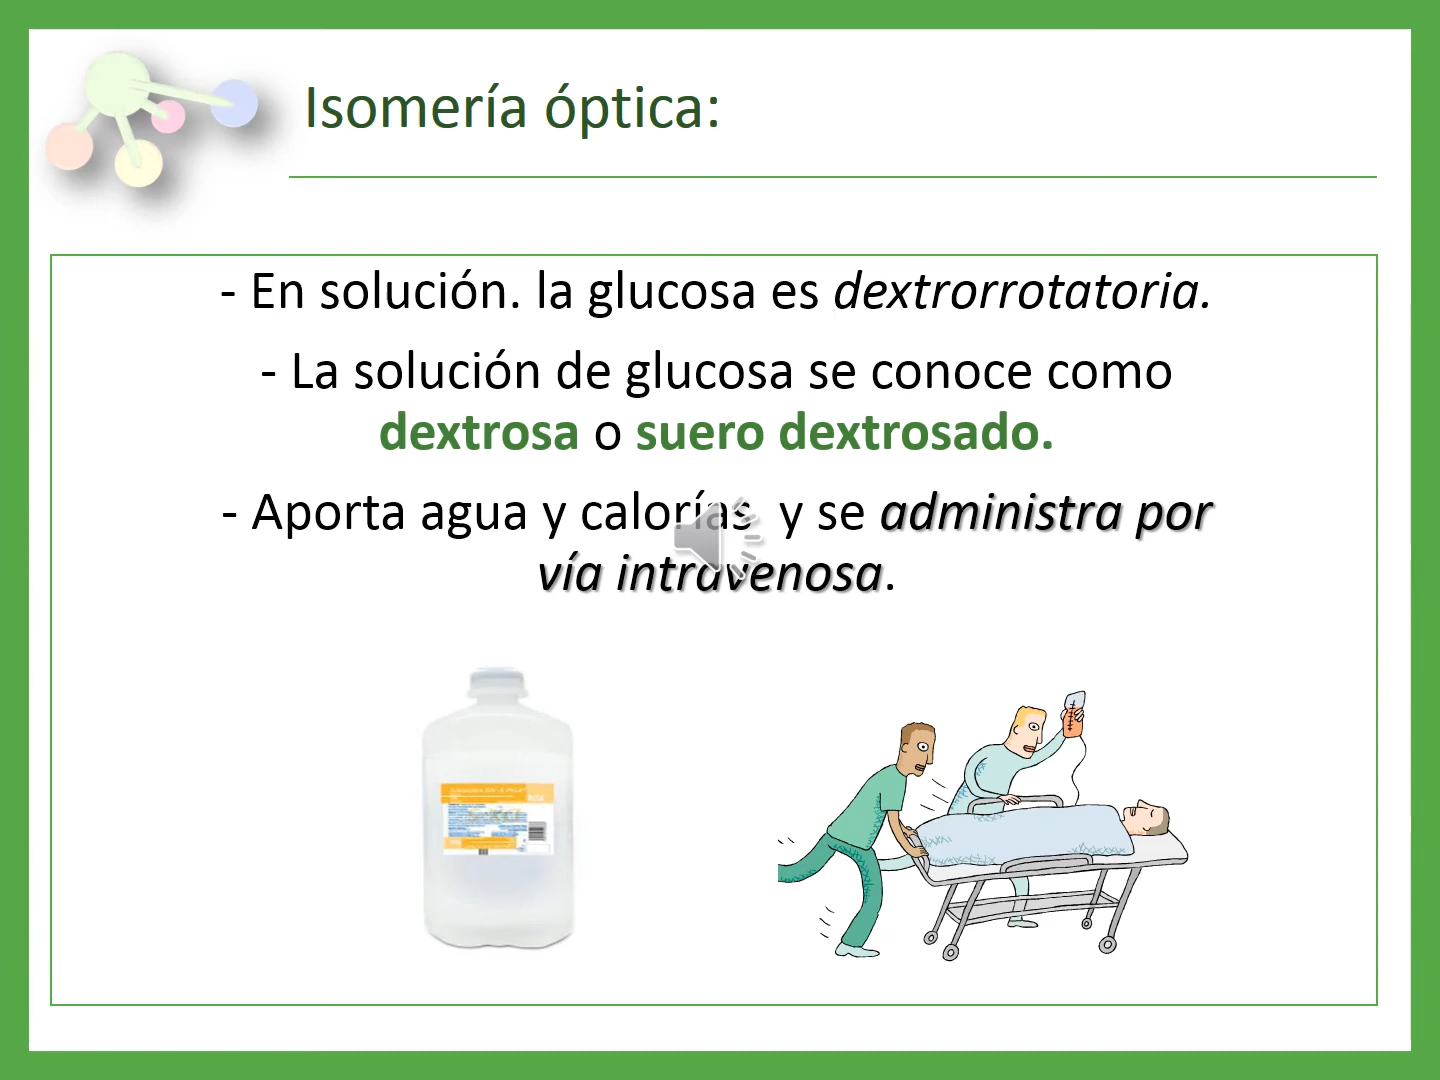 Isomería óptica:
- En solución. la glucosa es dextrorrotatoria.
- La solución de glucosa se conoce como
dextrosa o suero dextrosado.
- Aporta agua y calorías y se administra por
vía intravenosa.